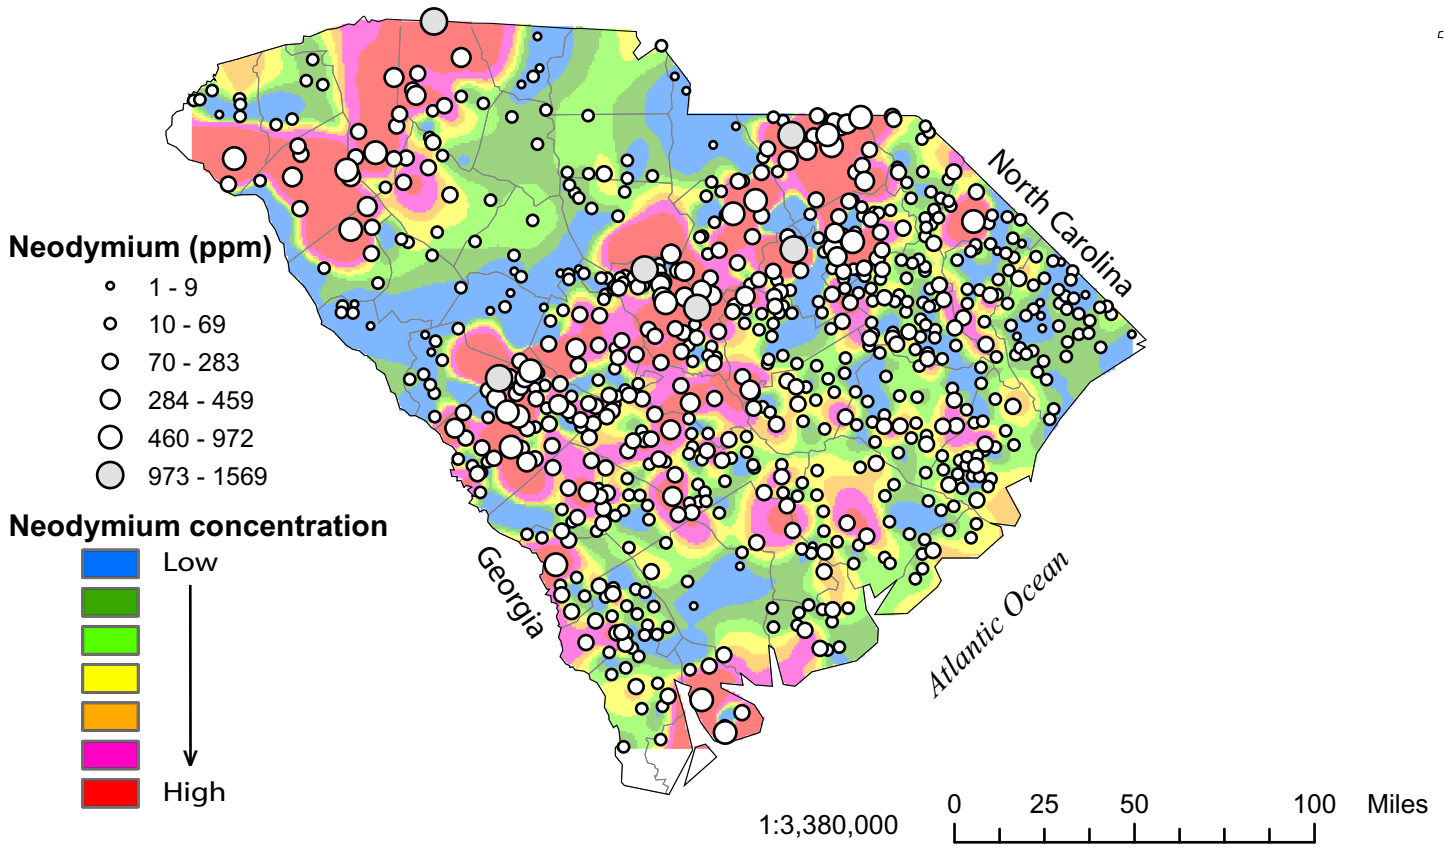 Neodymium (ppm)
1 - 9
10 - 69
70 - 283
284 - 459
460 - 972
973 - 1569
Neodymium concentration
Low
High
North Carolina
Georgia
Atlantic Ocean
1:3,380,000
0 25 50 100 Miles